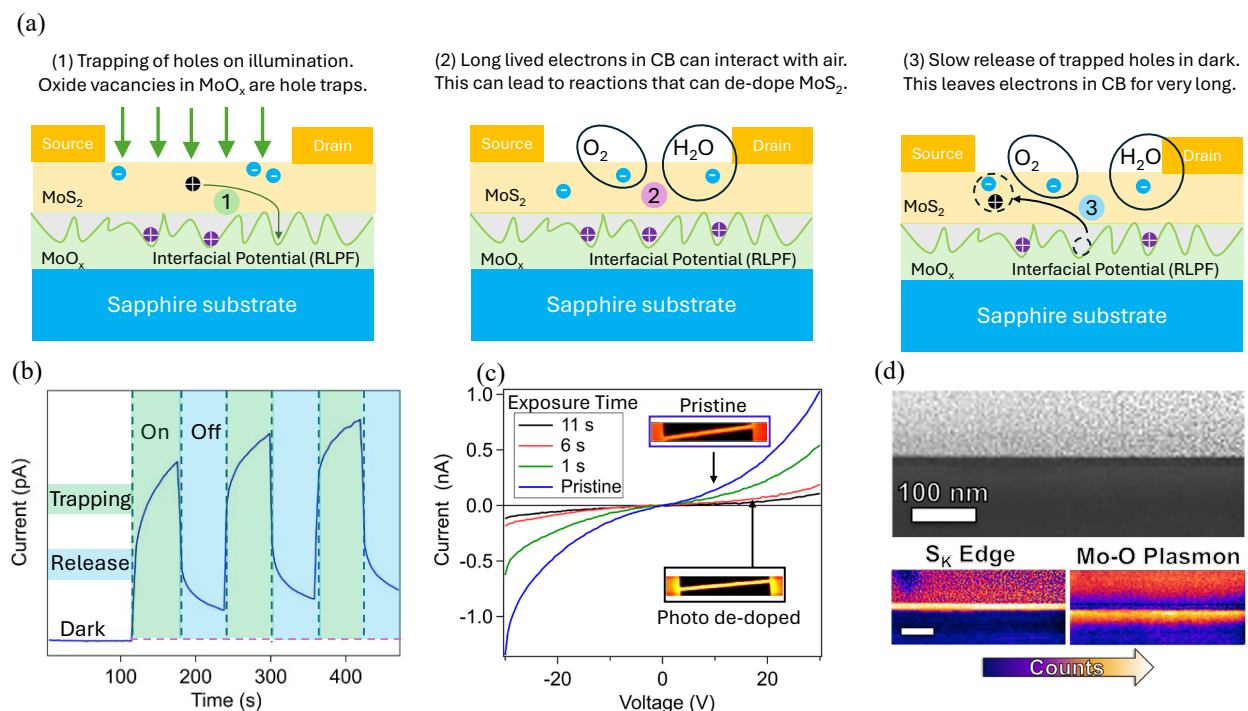 (a)
(1) Trapping of holes on illumination.
Oxide vacancies in MoOₓ are hole traps.
Source
Drain
1
MoS₂
MoOₓ
Interfacial Potential (RLPF)
Sapphire substrate
(2) Long lived electrons in CB can interact with air.
This can lead to reactions that can de-dope MoS₂.
Source
O₂
H₂O
Drain
MoS₂
2
MoOₓ
Interfacial Potential (RLPF)
Sapphire substrate
(3) Slow release of trapped holes in dark.
This leaves electrons in CB for very long.
Source
O₂
H₂O
Drain
MoS₂
3
MoOₓ
Interfacial Potential (RLPF)
Sapphire substrate
(b)
On
Off
Trapping
Release
Dark
Current (pA)
100
200
300
400
Time (s)
(c)
Exposure Time
11 s
6 s
1 s
Pristine
Pristine
Photo de-doped
Current (nA)
1.0
0.5
0.0
-0.5
-1.0
-20
0
20
Voltage (V)
(d)
100 nm
S_K Edge
Mo-O Plasmon
Counts